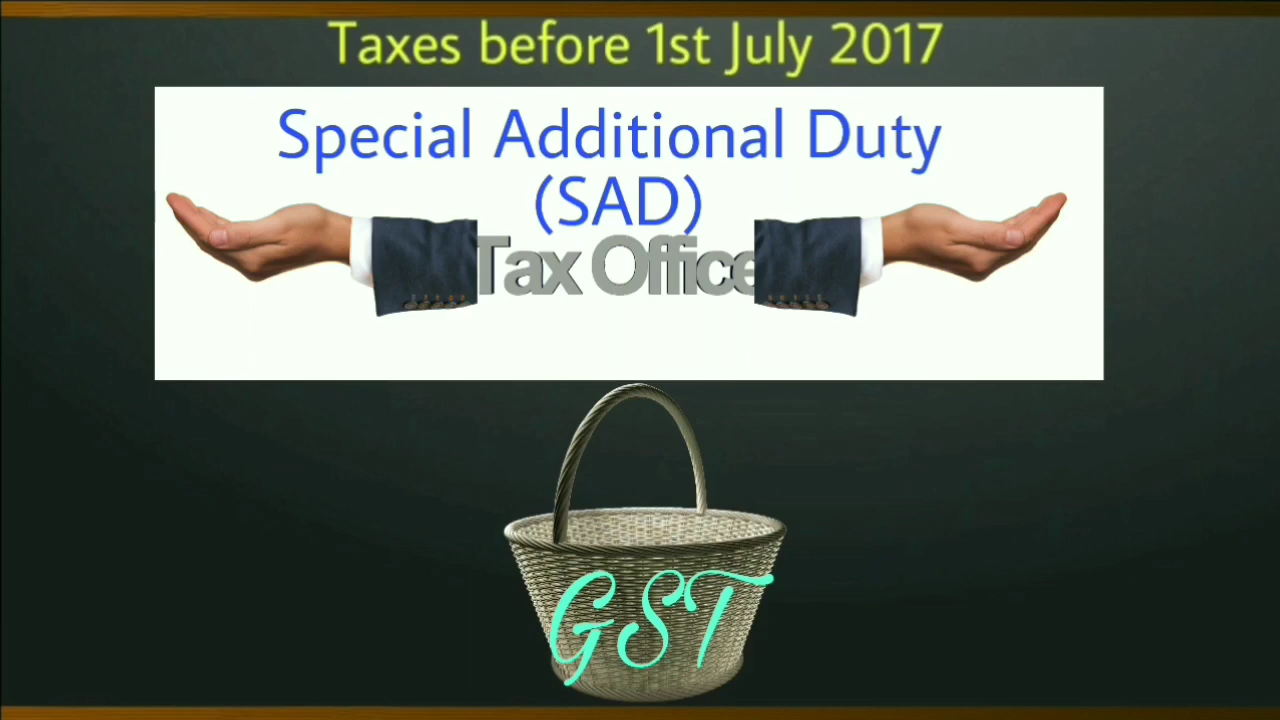 Taxes before 1st July 2017
Special Additional Duty
(SAD)
Tax Office
GST